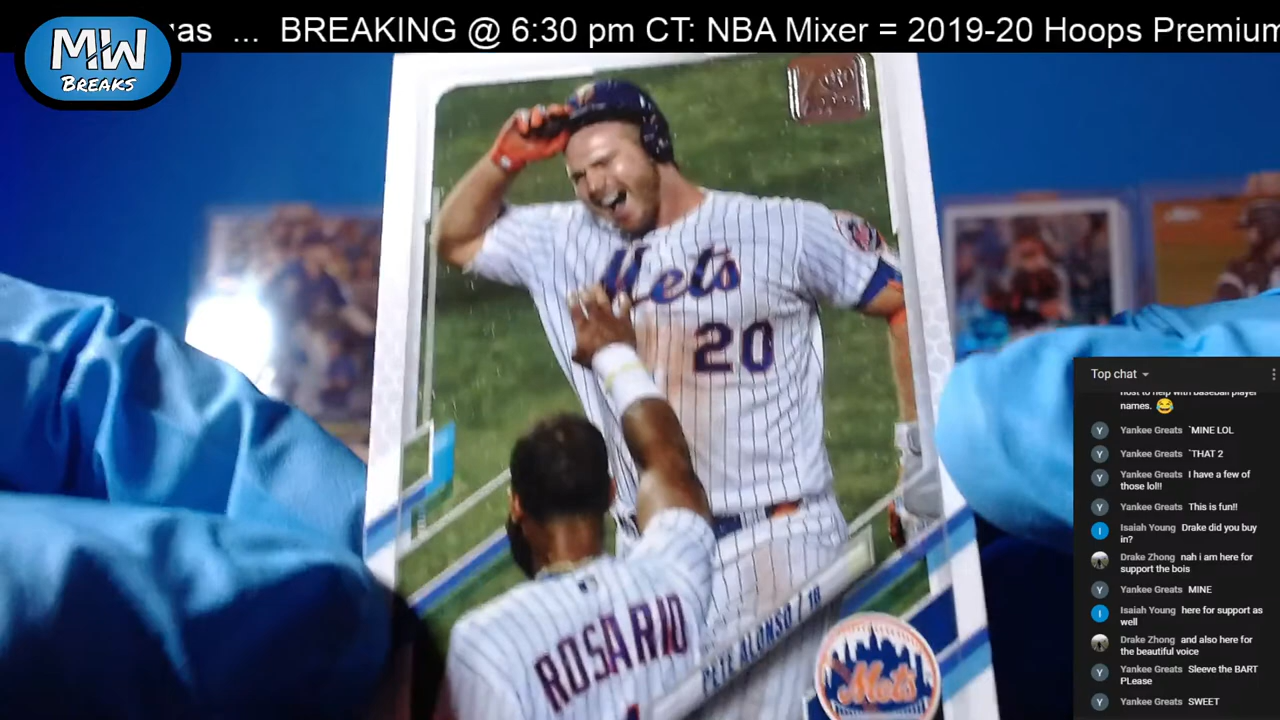 as ... BREAKING @ 6:30 pm CT: NBA Mixer = 2019-20 Hoops Premium
MW
BREAKS
70
Mets
20
ROSARIO
PETE ALONSO / 1B
Mets
Top chat
host to help with baseball player
names. 😂
Y Yankee Greats `MINE LOL
Y Yankee Greats `THAT 2
Y Yankee Greats I have a few of
those lol!!
Y Yankee Greats This is fun!!
I Isaiah Young Drake did you buy
in?
Drake Zhong nah i am here for
support the bois
Y Yankee Greats MINE
I Isaiah Young here for support as
well
Drake Zhong and also here for
the beautiful voice
Y Yankee Greats Sleeve the BART
PLease
Y Yankee Greats SWEET